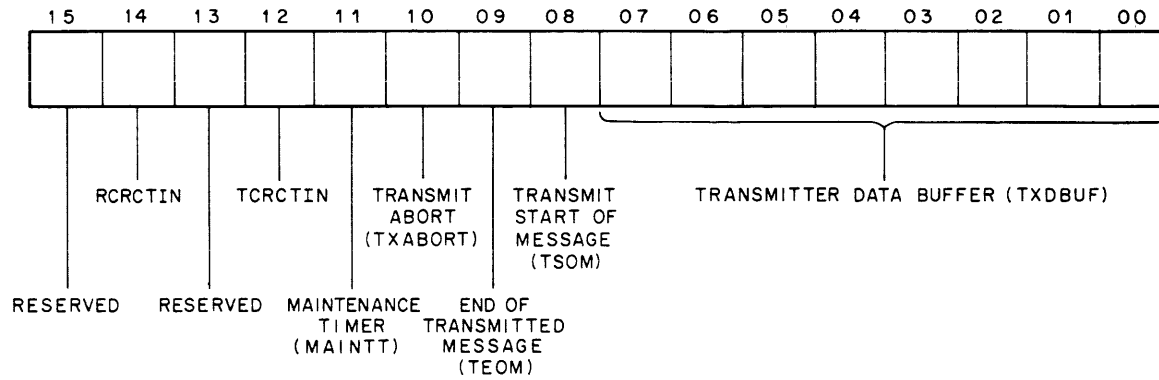 15 14 13 12 11 10 09 08 07 06 05 04 03 02 01 00
RCRCTIN
TCRCTIN
TRANSMIT
ABORT
(TXABORT)
TRANSMIT
START OF
MESSAGE
(TSOM)
TRANSMITTER DATA BUFFER (TXDBUF)
RESERVED
RESERVED
MAINTENANCE
TIMER
(MAINTT)
END OF
TRANSMITTED
MESSAGE
(TEOM)